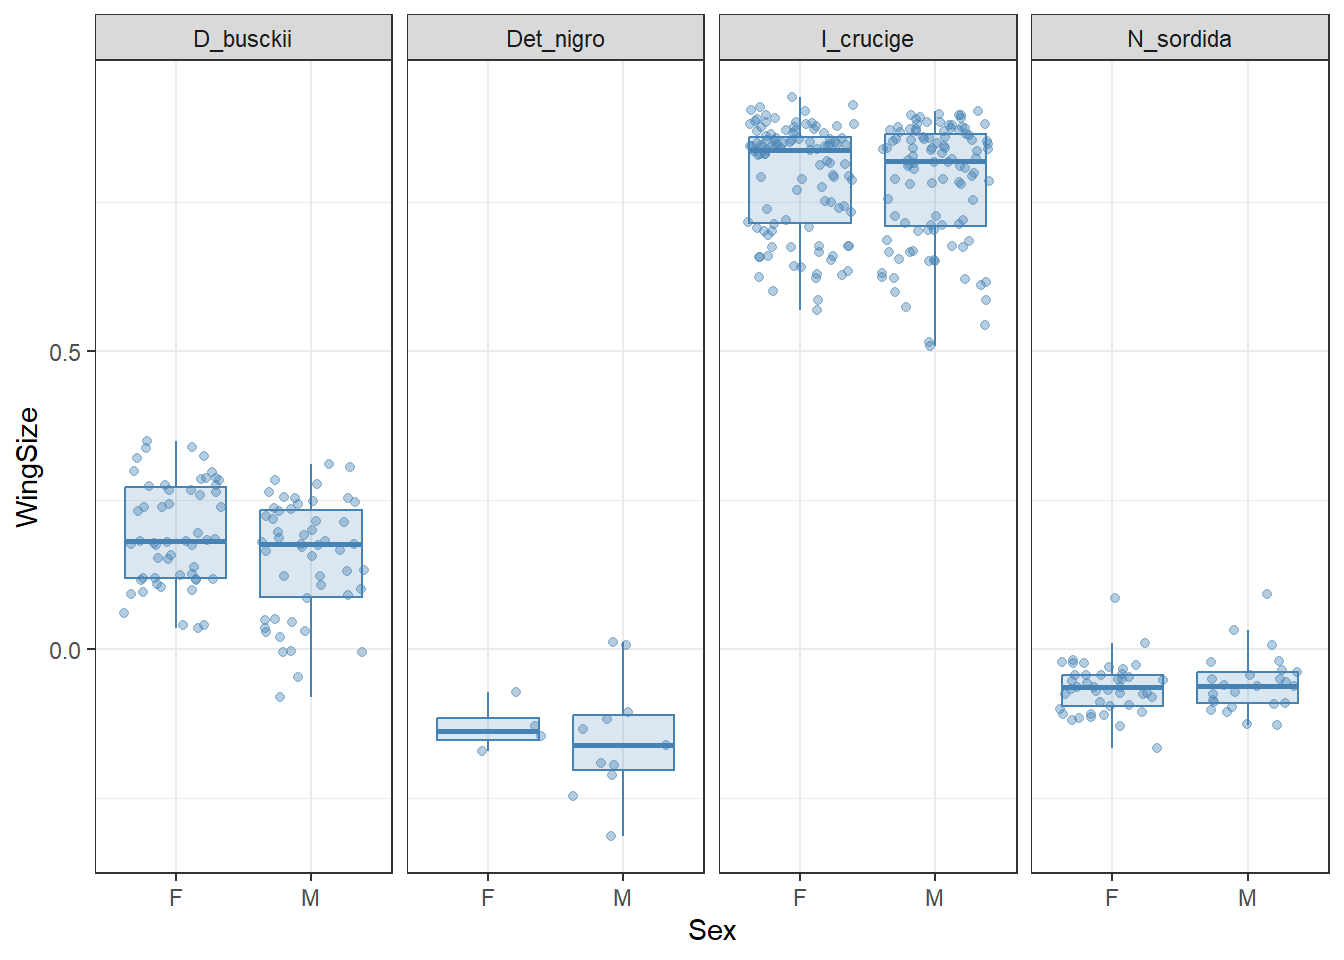 D_busckii Det_nigro I_crucige N_sordida
WingSize
0.5
0.0
F M F M F M F M
Sex